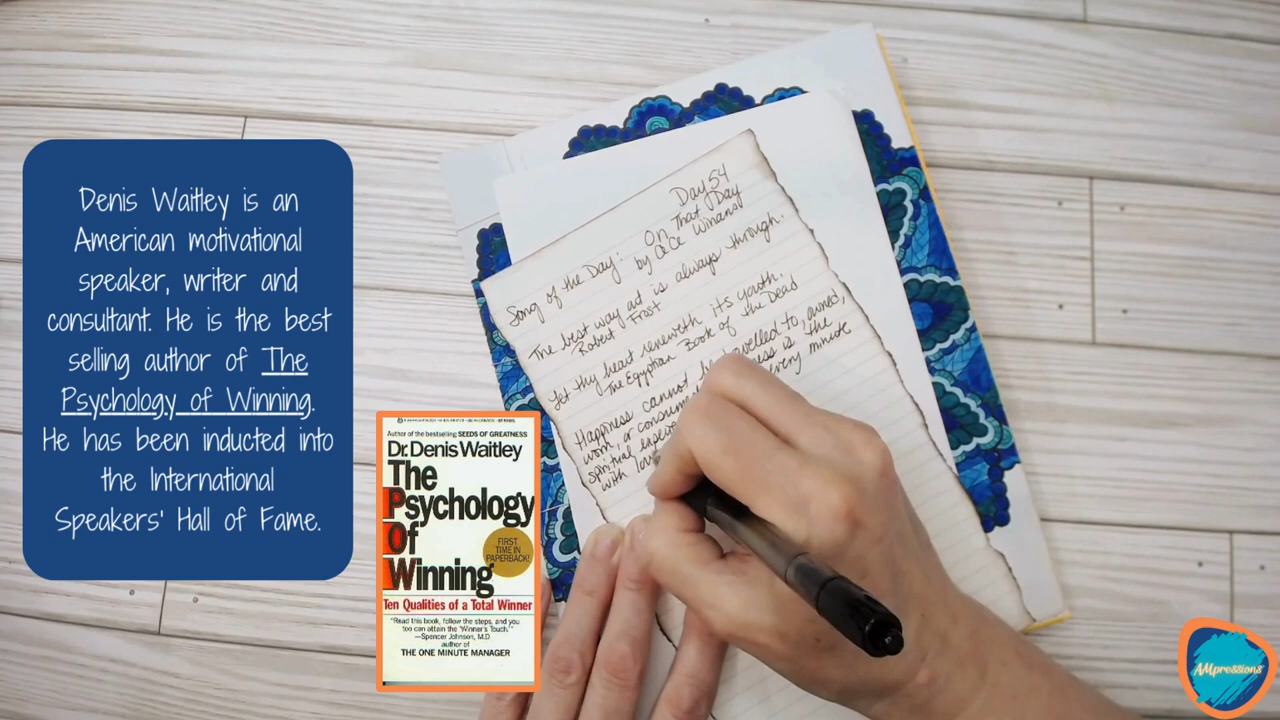 Denis Waitley is an
American motivational
speaker, writer and
consultant. He is the best
selling author of The
Psychology of Winning.
He has been inducted into
the International
Speakers' Hall of Fame.
Author of the bestselling SEEDS OF GREATNESS
Dr. Denis Waitley
The
Psychology
Of
Winning
FIRST
TIME IN
PAPERBACK!
Ten Qualities of a Total Winner
"Read this book, follow the steps, and you
too can attain the 'Winner's Touch.'"
—Spencer Johnson, M.D.
author of
THE ONE MINUTE MANAGER
Day 54
Song of the Day: On That Day
by CeCe Winans
The best way out is always through.
Robert Frost
Let thy heart reneweth its youth.
The Egyptian Book of the Dead
Happiness cannot be travelled to, owned,
worn, or consumed is the
spiritual every minute
with
AMpressions